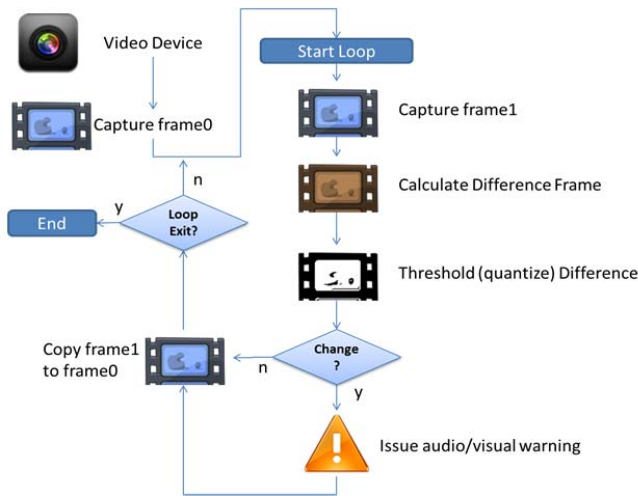 Video Device
Start Loop
Capture frame0
Capture frame1
n
Calculate Difference Frame
y
End
Loop
Exit?
Threshold (quantize) Difference
Copy frame1
to frame0
Change
?
n
y
Issue audio/visual warning